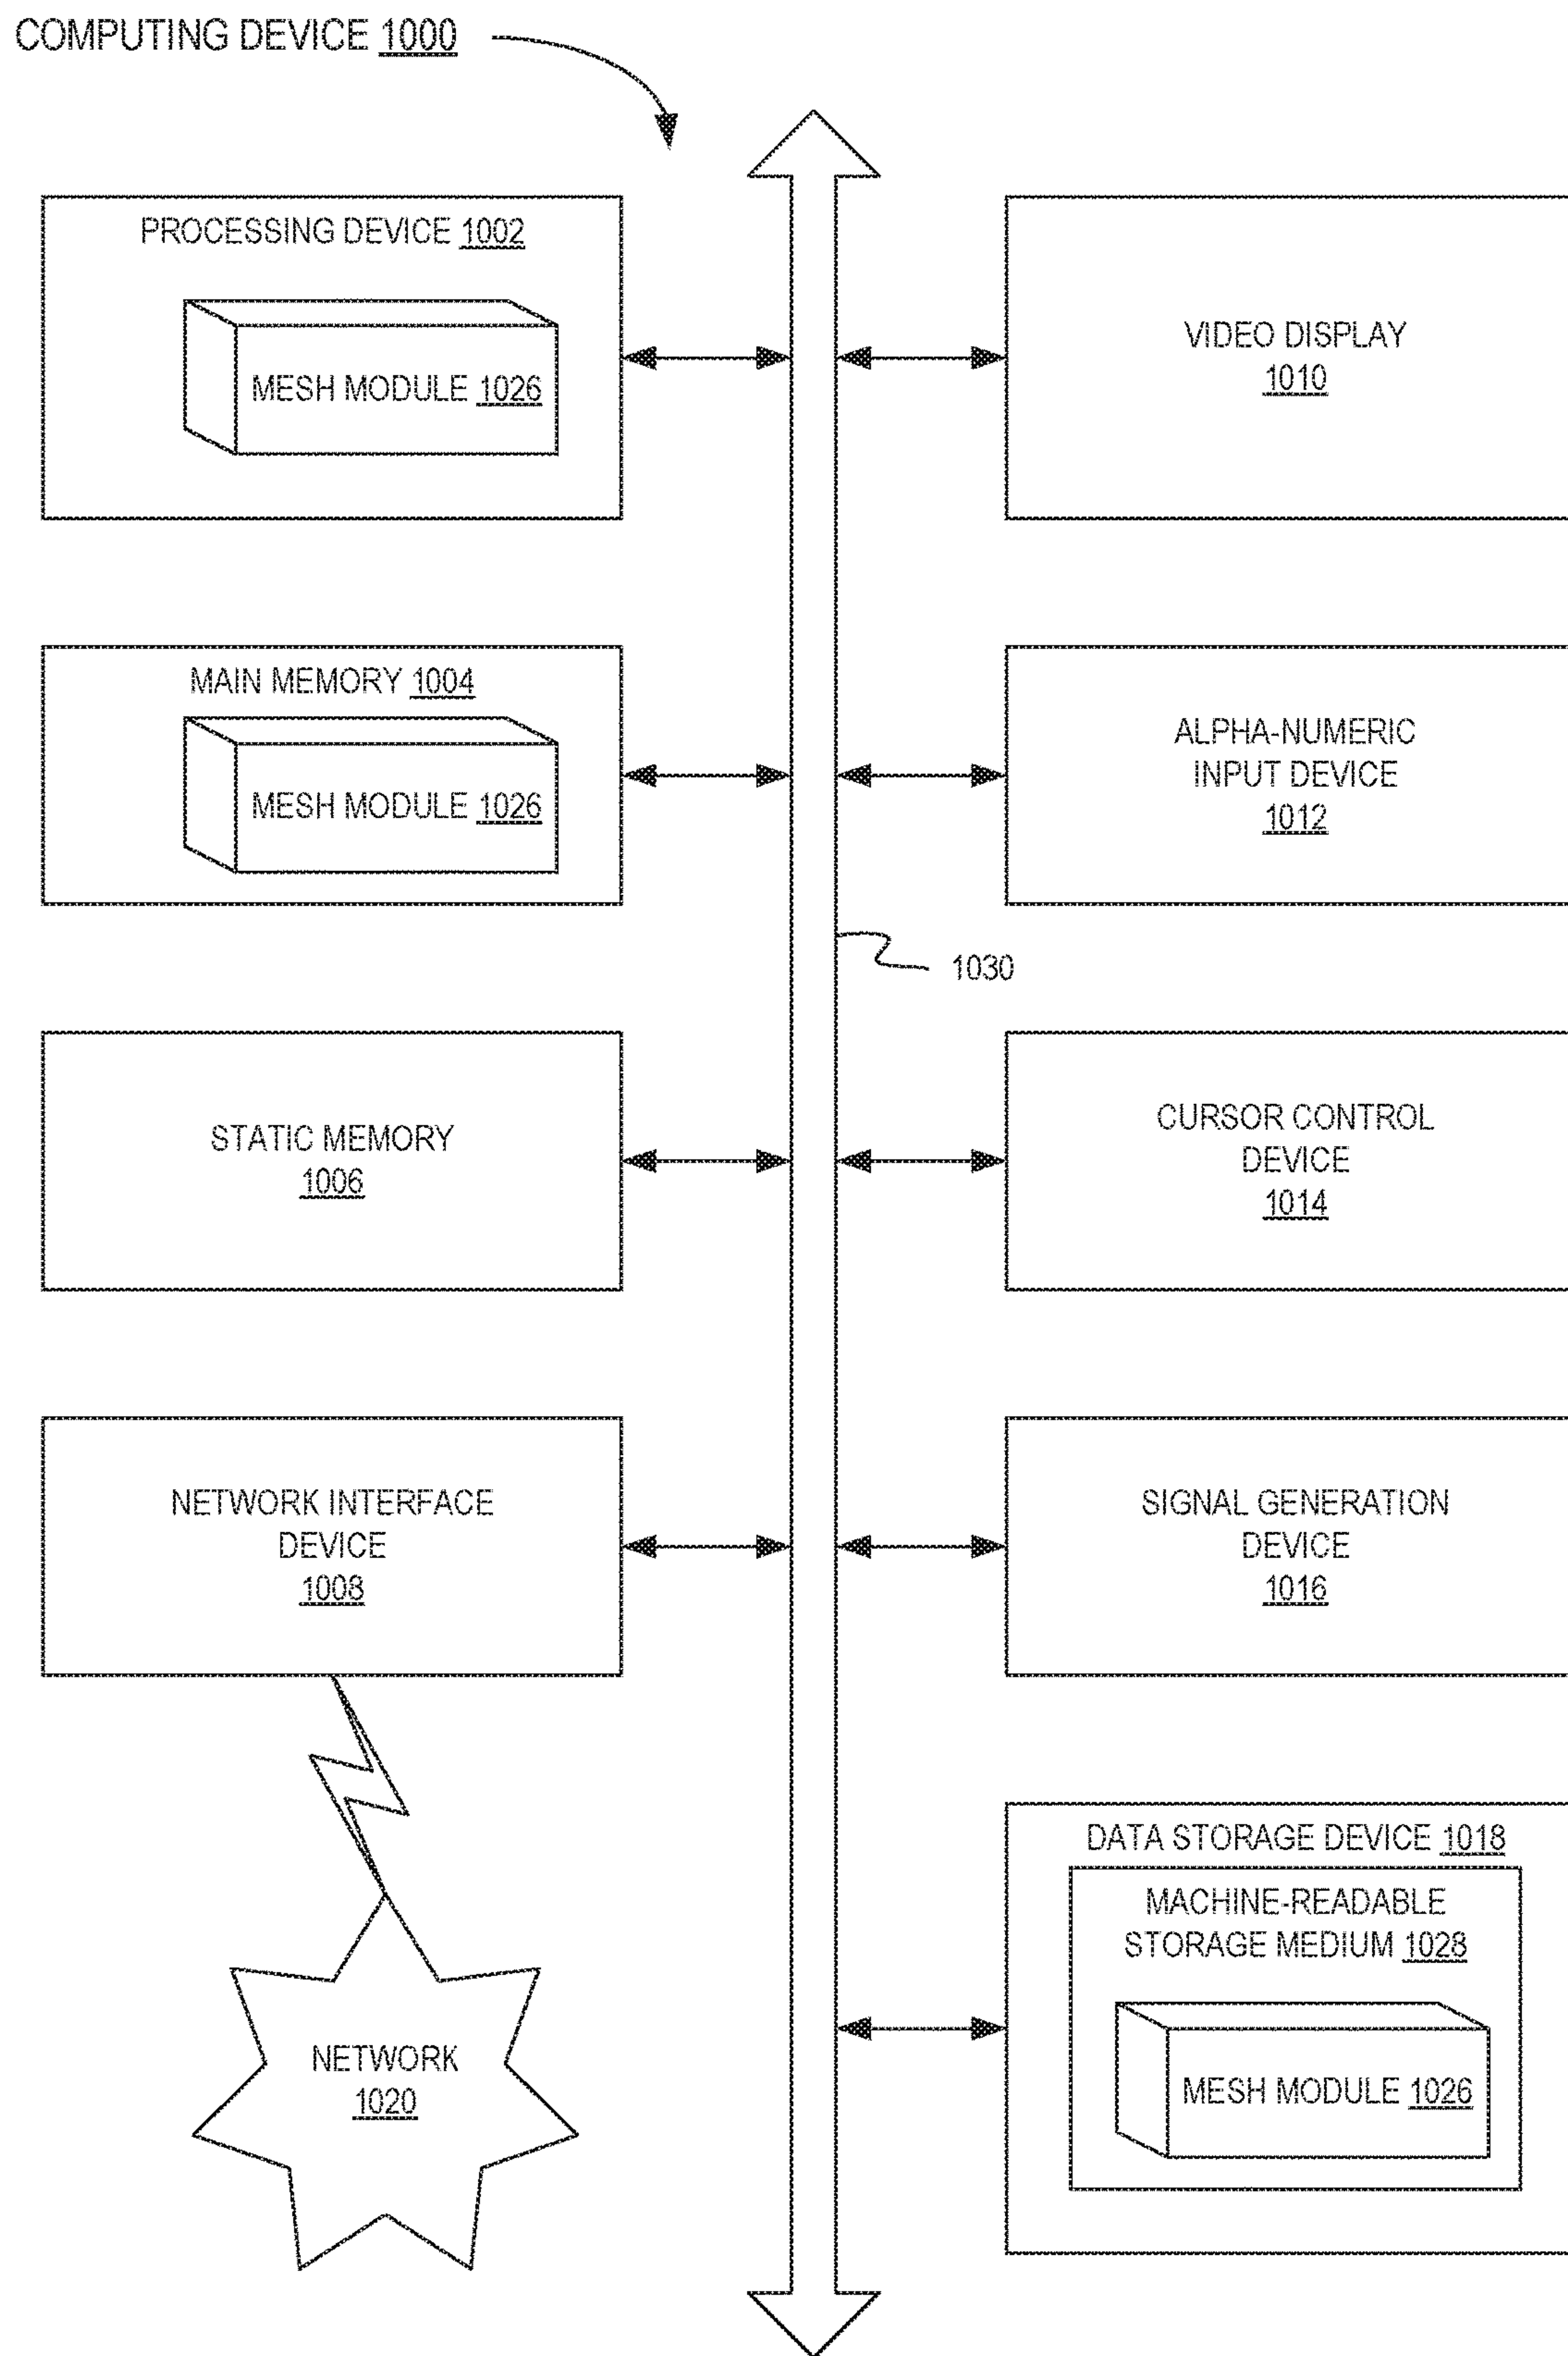 COMPUTING DEVICE 1000
PROCESSING DEVICE 1002
MESH MODULE 1026
VIDEO DISPLAY
1010
MAIN MEMORY 1004
MESH MODULE 1026
ALPHA-NUMERIC
INPUT DEVICE
1012
1030
STATIC MEMORY
1006
CURSOR CONTROL
DEVICE
1014
NETWORK INTERFACE
DEVICE
1008
SIGNAL GENERATION
DEVICE
1016
DATA STORAGE DEVICE 1018
MACHINE-READABLE
STORAGE MEDIUM 1028
MESH MODULE 1026
NETWORK
1020